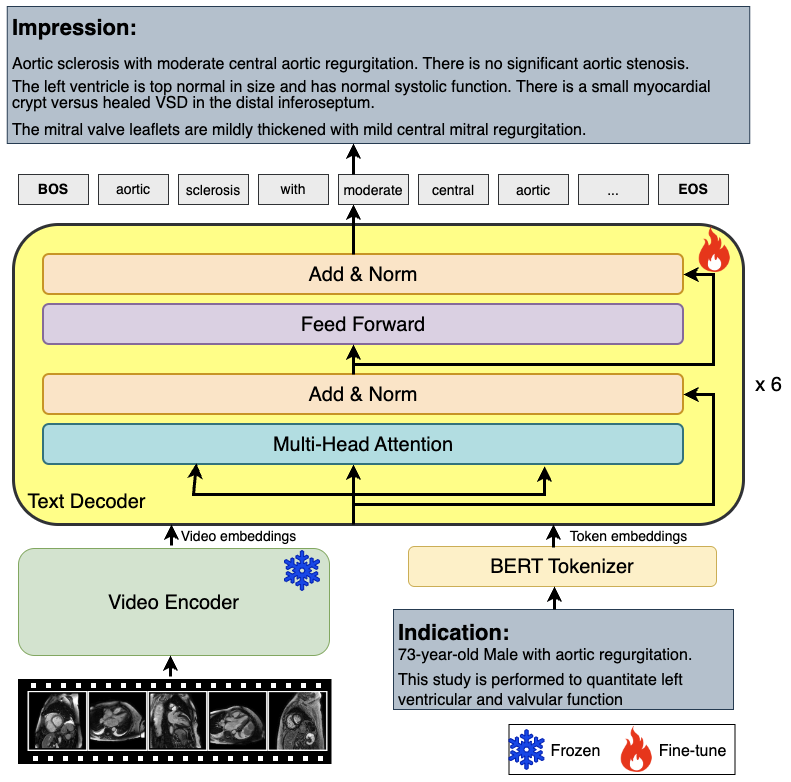 Impression:
Aortic sclerosis with moderate central aortic regurgitation. There is no significant aortic stenosis.
The left ventricle is top normal in size and has normal systolic function. There is a small myocardial
crypt versus healed VSD in the distal inferoseptum.
The mitral valve leaflets are mildly thickened with mild central mitral regurgitation.
BOS aortic sclerosis with moderate central aortic ... EOS
Add & Norm
Feed Forward
Add & Norm
x 6
Multi-Head Attention
Text Decoder
Video embeddings
Token embeddings
Video Encoder
BERT Tokenizer
Indication:
73-year-old Male with aortic regurgitation.
This study is performed to quantitate left
ventricular and valvular function
Frozen
Fine-tune